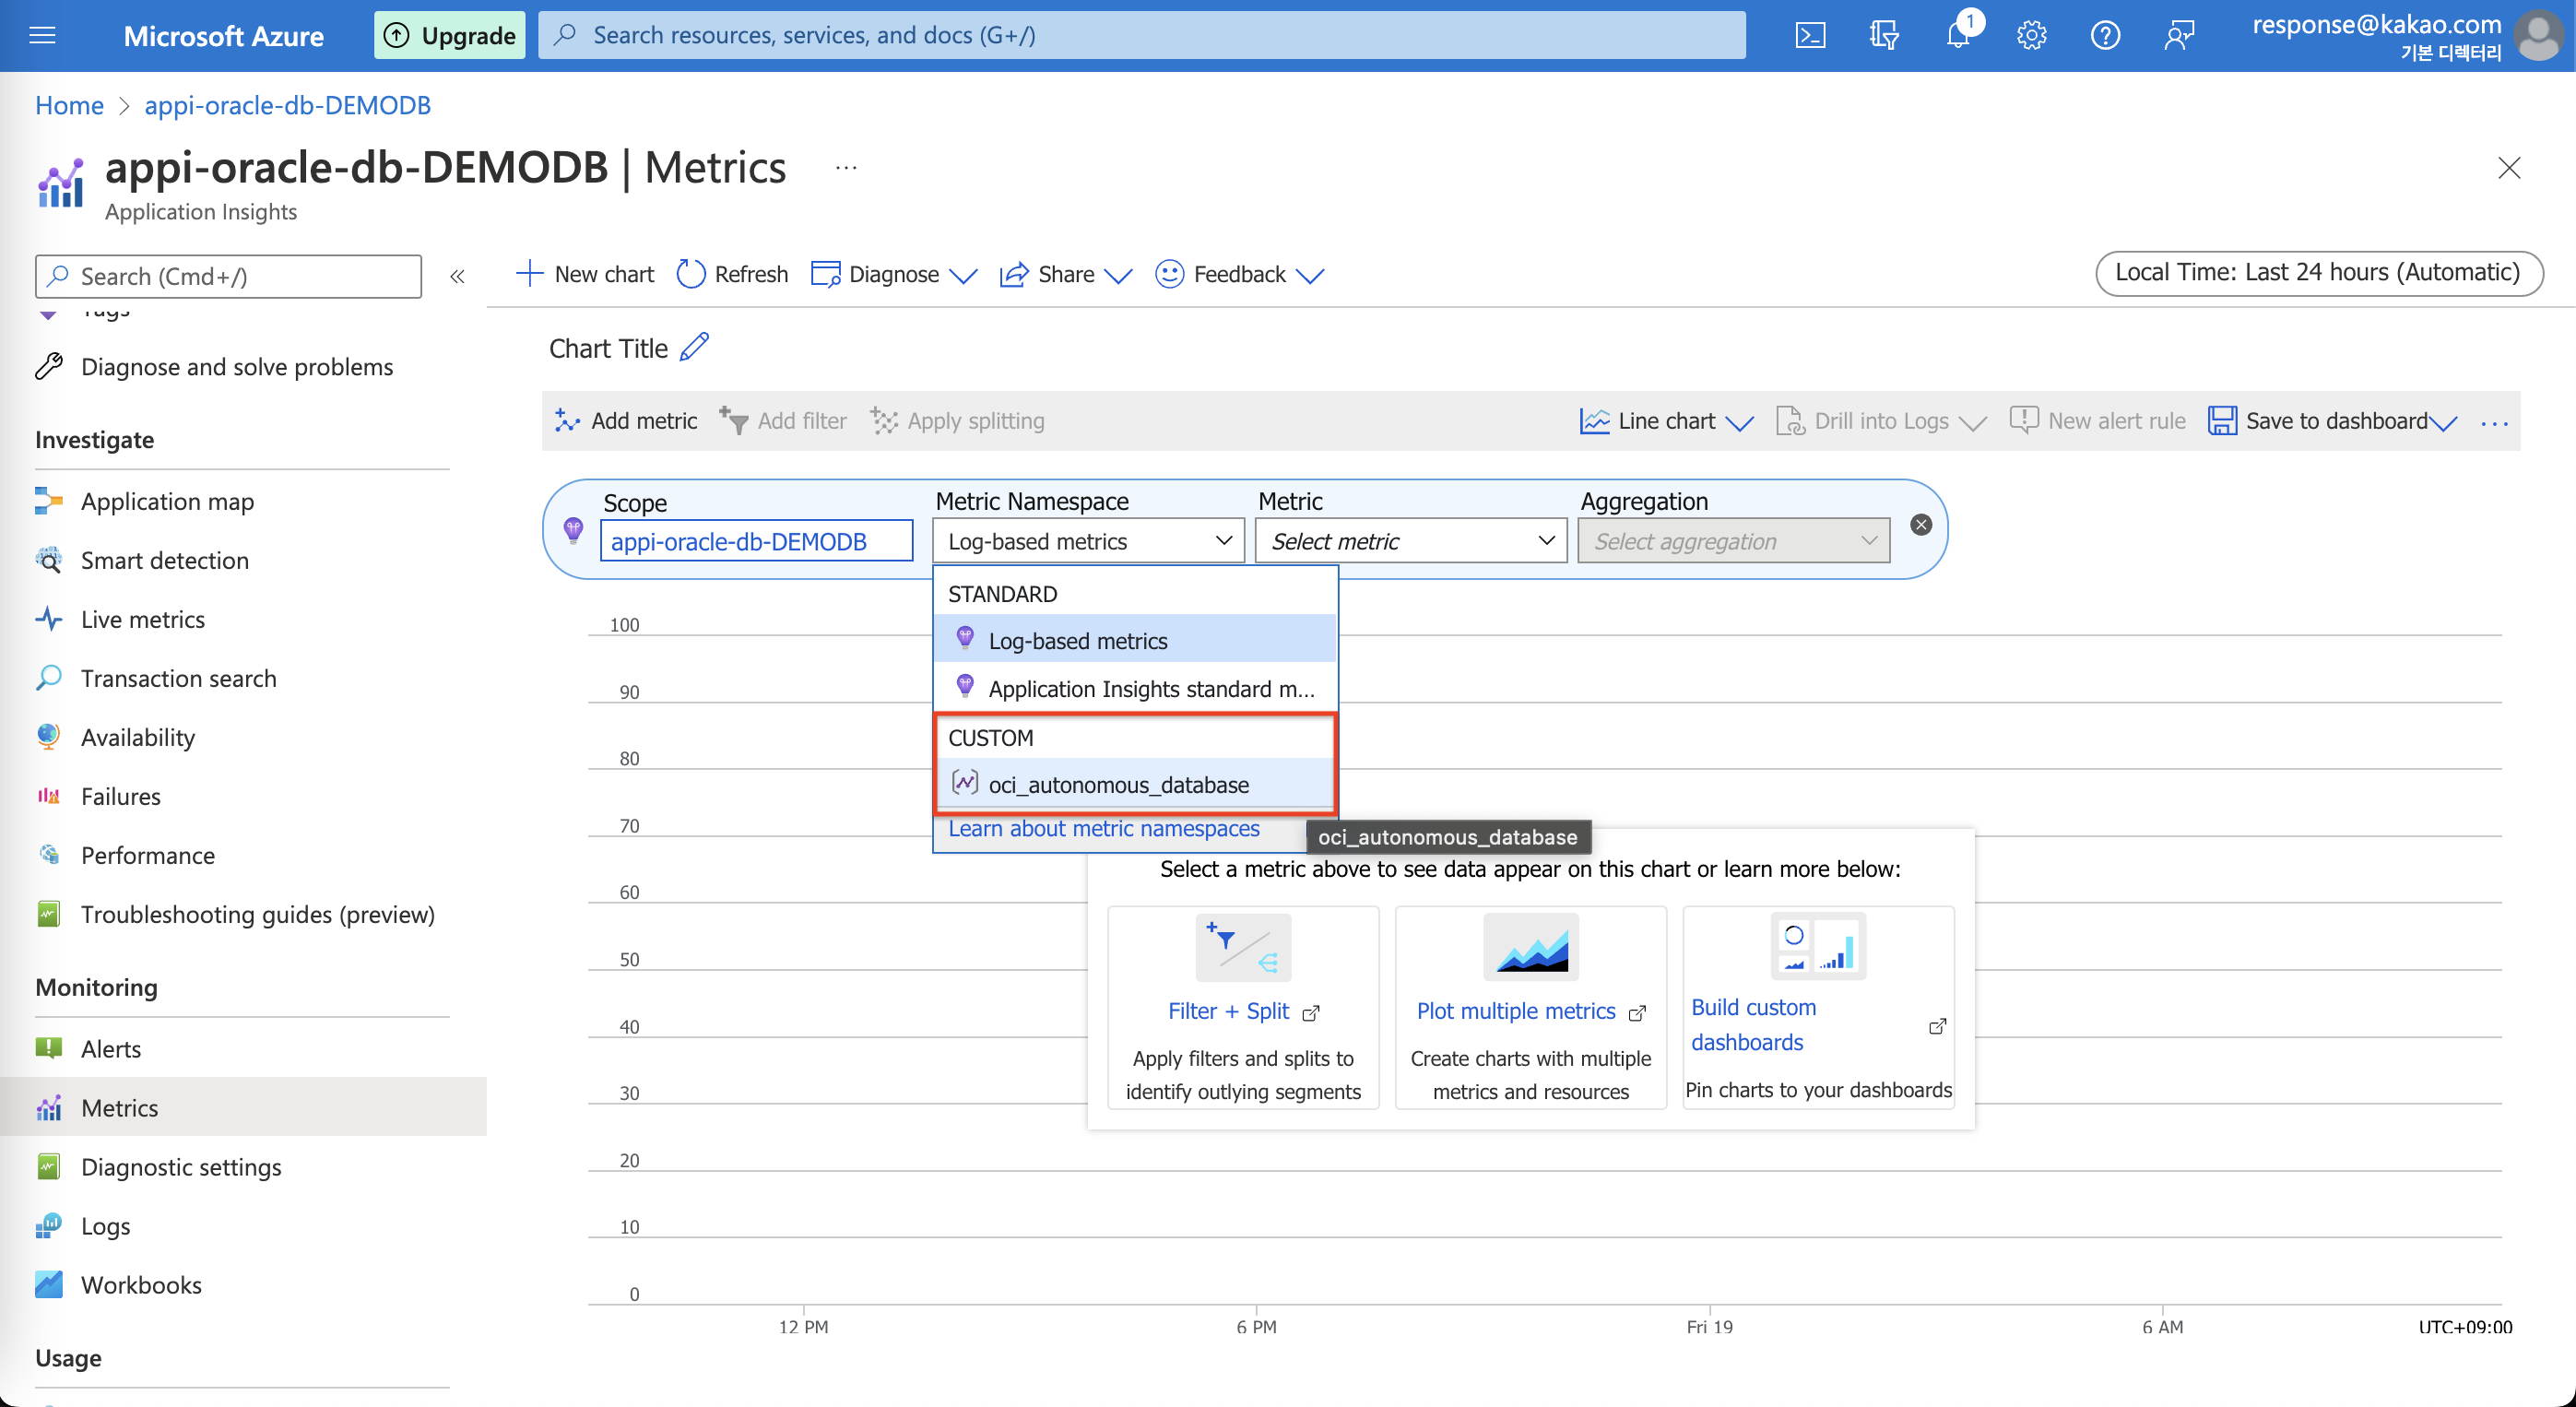 Microsoft Azure
Upgrade
Search resources, services, and docs (G+/)
1
response@kakao.com
기본 디렉터리
Home > appi-oracle-db-DEMODB
appi-oracle-db-DEMODB | Metrics ...
Application Insights
Search (Cmd+/)
«
New chart
Refresh
Diagnose
Share
Feedback
Local Time: Last 24 hours (Automatic)
Tags
Diagnose and solve problems
Investigate
Application map
Smart detection
Live metrics
Transaction search
Availability
Failures
Performance
Troubleshooting guides (preview)
Monitoring
Alerts
Metrics
Diagnostic settings
Logs
Workbooks
Usage
Chart Title
Add metric
Add filter
Apply splitting
Line chart
Drill into Logs
New alert rule
Save to dashboard
...
Scope
appi-oracle-db-DEMODB
Metric Namespace
Log-based metrics
Metric
Select metric
Aggregation
Select aggregation
STANDARD
Log-based metrics
Application Insights standard m...
CUSTOM
oci_autonomous_database
Learn about metric namespaces
oci_autonomous_database
Select a metric above to see data appear on this chart or learn more below:
Filter + Split
Apply filters and splits to
identify outlying segments
Plot multiple metrics
Create charts with multiple
metrics and resources
Build custom
dashboards
Pin charts to your dashboards
100
90
80
70
60
50
40
30
20
10
0
12 PM
6 PM
Fri 19
6 AM
UTC+09:00